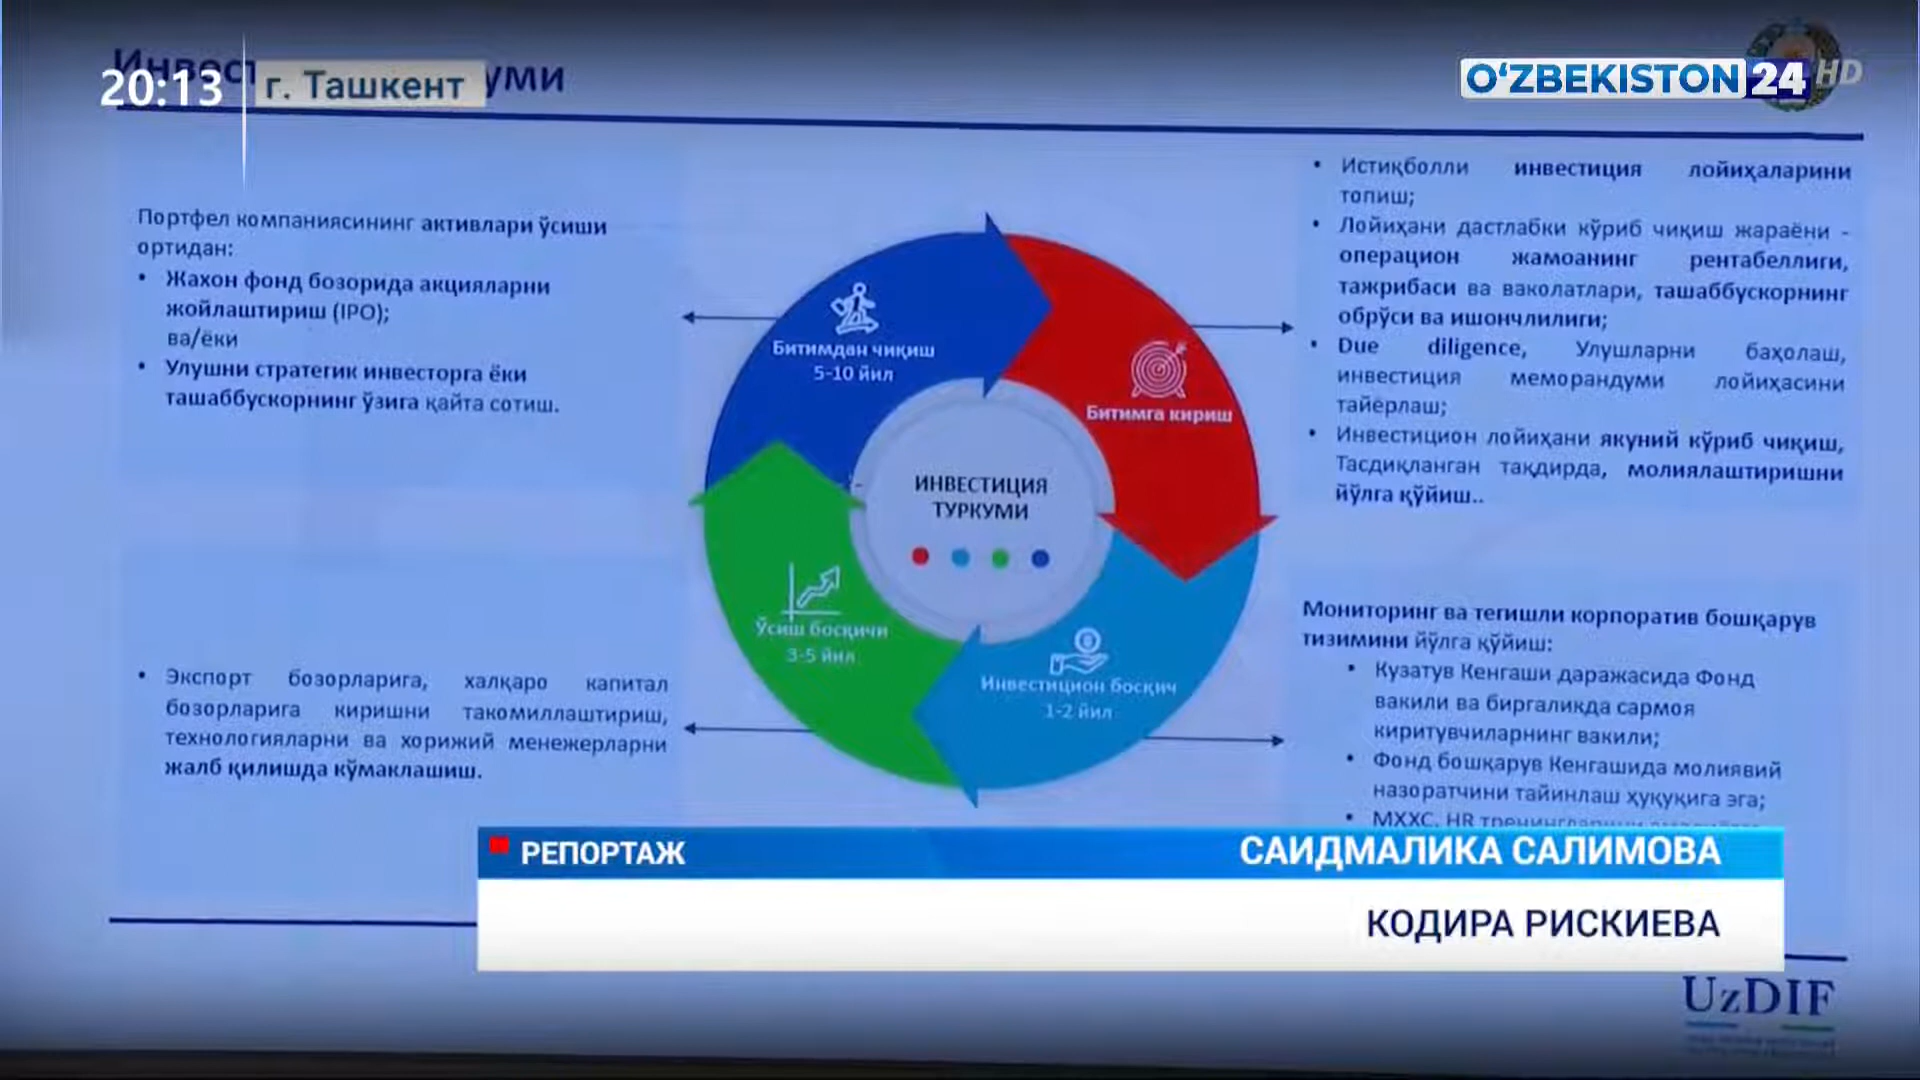 20:13
г. Ташкент
уми
O‘ZBEKISTON 24 HD
Портфел компаниясининг активлари ўсиши
ортидан:
• Жахон фонд бозорида акцияларни
жойлаштириш (IPO);
ва/ёки
• Улушни стратегик инвесторга ёки
ташаббускорнинг ўзига қайта сотиш.
• Экспорт бозорларига, халқаро капитал
бозорларига киришни такомиллаштириш,
технологияларни ва хорижий менежерларни
жалб қилишда кўмаклашиш.
Битимдан чиқиш
5-10 йил
Битимга кириш
ИНВЕСТИЦИЯ
ТУРКУМИ
Ўсиш босқичи
3-5 йил
Инвестицион босқич
1-2 йил
• Истиқболли инвестиция лойиҳаларини
топиш;
• Лойиҳани дастлабки кўриб чиқиш жараёни -
операцион жамоанинг рентабеллиги,
тажрибаси ва ваколатлари, ташаббускорнинг
обрўси ва ишончлилиги;
• Due diligence, Улушларни баҳолаш,
инвестиция меморандуми лойиҳасини
тайёрлаш;
• Инвестицион лойиҳани якуний кўриб чиқиш,
Тасдиқланган тақдирда, молиялаштиришни
йўлга қўйиш..
Мониторинг ва тегишли корпоратив бошқарув
тизимини йўлга қўйиш:
• Кузатув Кенгаши даражасида Фонд
вакили ва биргаликда сармоя
киритувчиларнинг вакили;
• Фонд бошқарув Кенгашида молиявий
назоратчини тайинлаш ҳуқуқига эга;
• МХХС, HR
РЕПОРТАЖ
САИДМАЛИКА САЛИМОВА
КОДИРА РИСКИЕВА
UzDIF